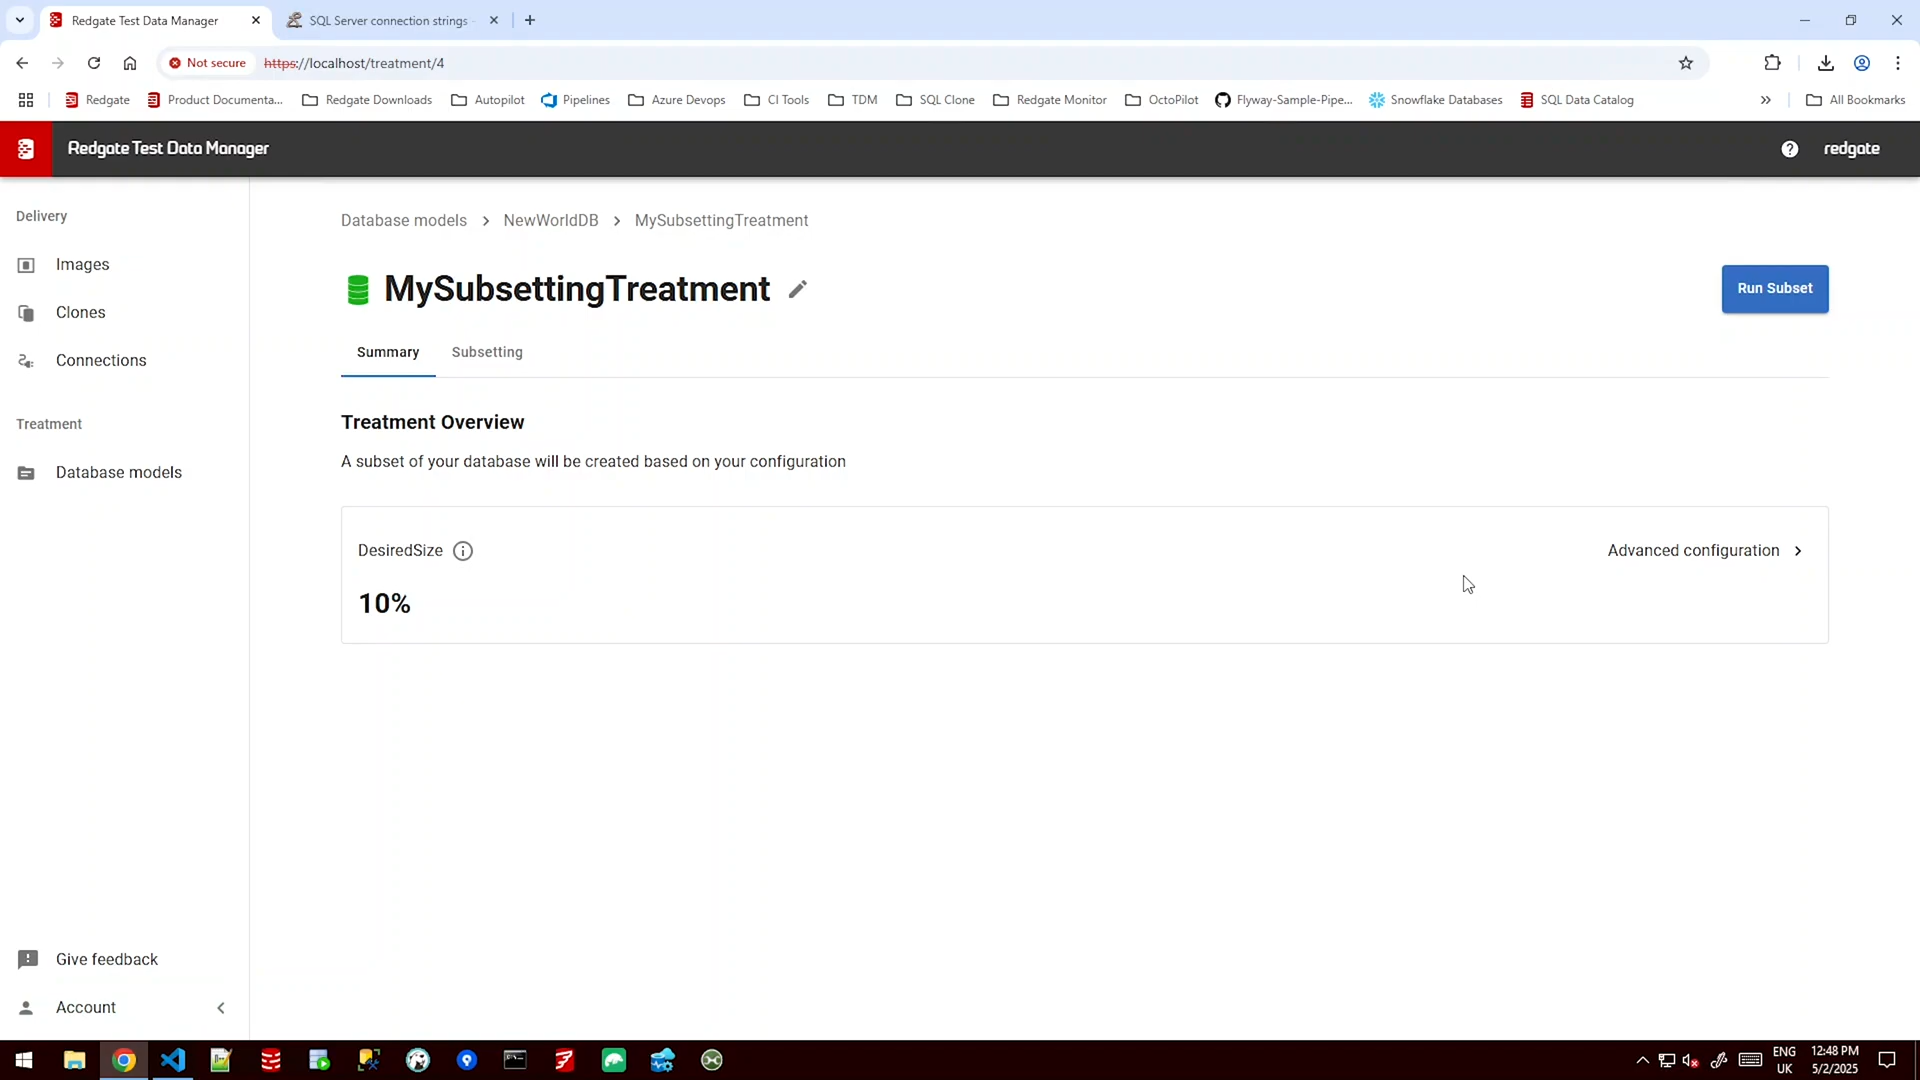 Redgate Test Data Manager
SQL Server connection strings
Not secure
https://localhost/treatment/4
Redgate
Product Documenta...
Redgate Downloads
Autopilot
Pipelines
Azure Devops
CI Tools
TDM
SQL Clone
Redgate Monitor
OctoPilot
Flyway-Sample-Pipe...
Snowflake Databases
SQL Data Catalog
All Bookmarks
Redgate Test Data Manager
redgate
Delivery
Images
Clones
Connections
Treatment
Database models
Give feedback
Account
Database models > NewWorldDB > MySubsettingTreatment
MySubsettingTreatment
Run Subset
Summary
Subsetting
Treatment Overview
A subset of your database will be created based on your configuration
DesiredSize
Advanced configuration
10%
ENG
UK
12:48 PM
5/2/2025